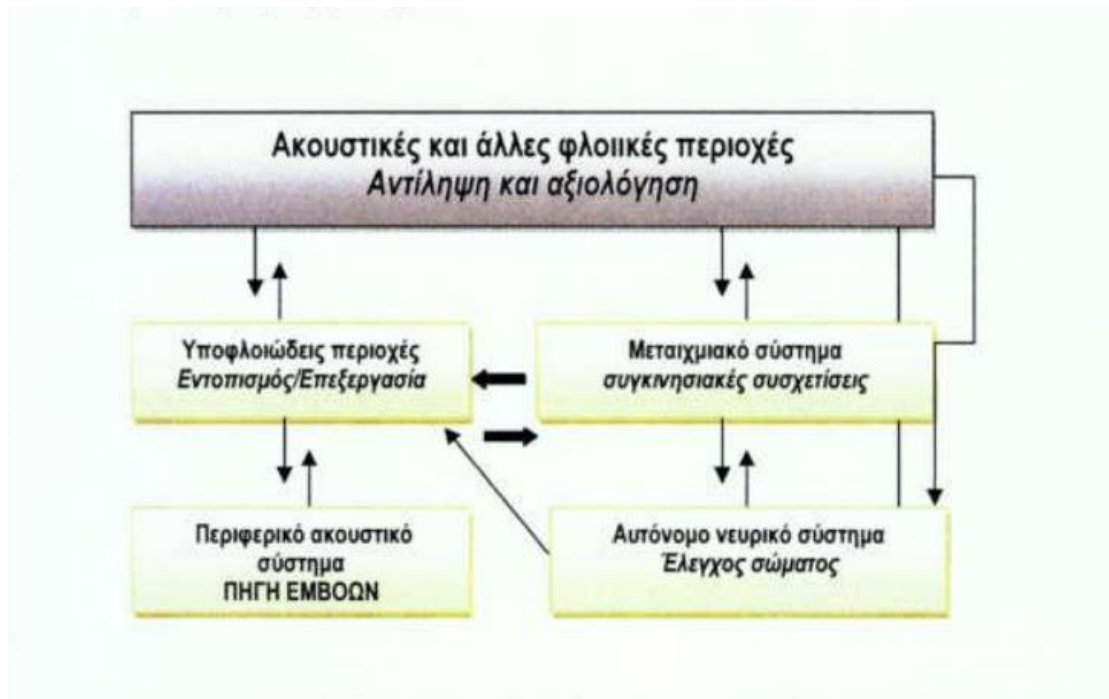 Ακουστικές και άλλες φλοιικές περιοχές
Αντίληψη και αξιολόγηση
Υποφλοιώδεις περιοχές
Εντοπισμός/Επεξεργασία
Μεταιχμιακό σύστημα
συγκινησιακές συσχετίσεις
Περιφερικό ακουστικό
σύστημα
ΠΗΓΗ ΕΜΒΟΩΝ
Αυτόνομο νευρικό σύστημα
Έλεγχος σώματος